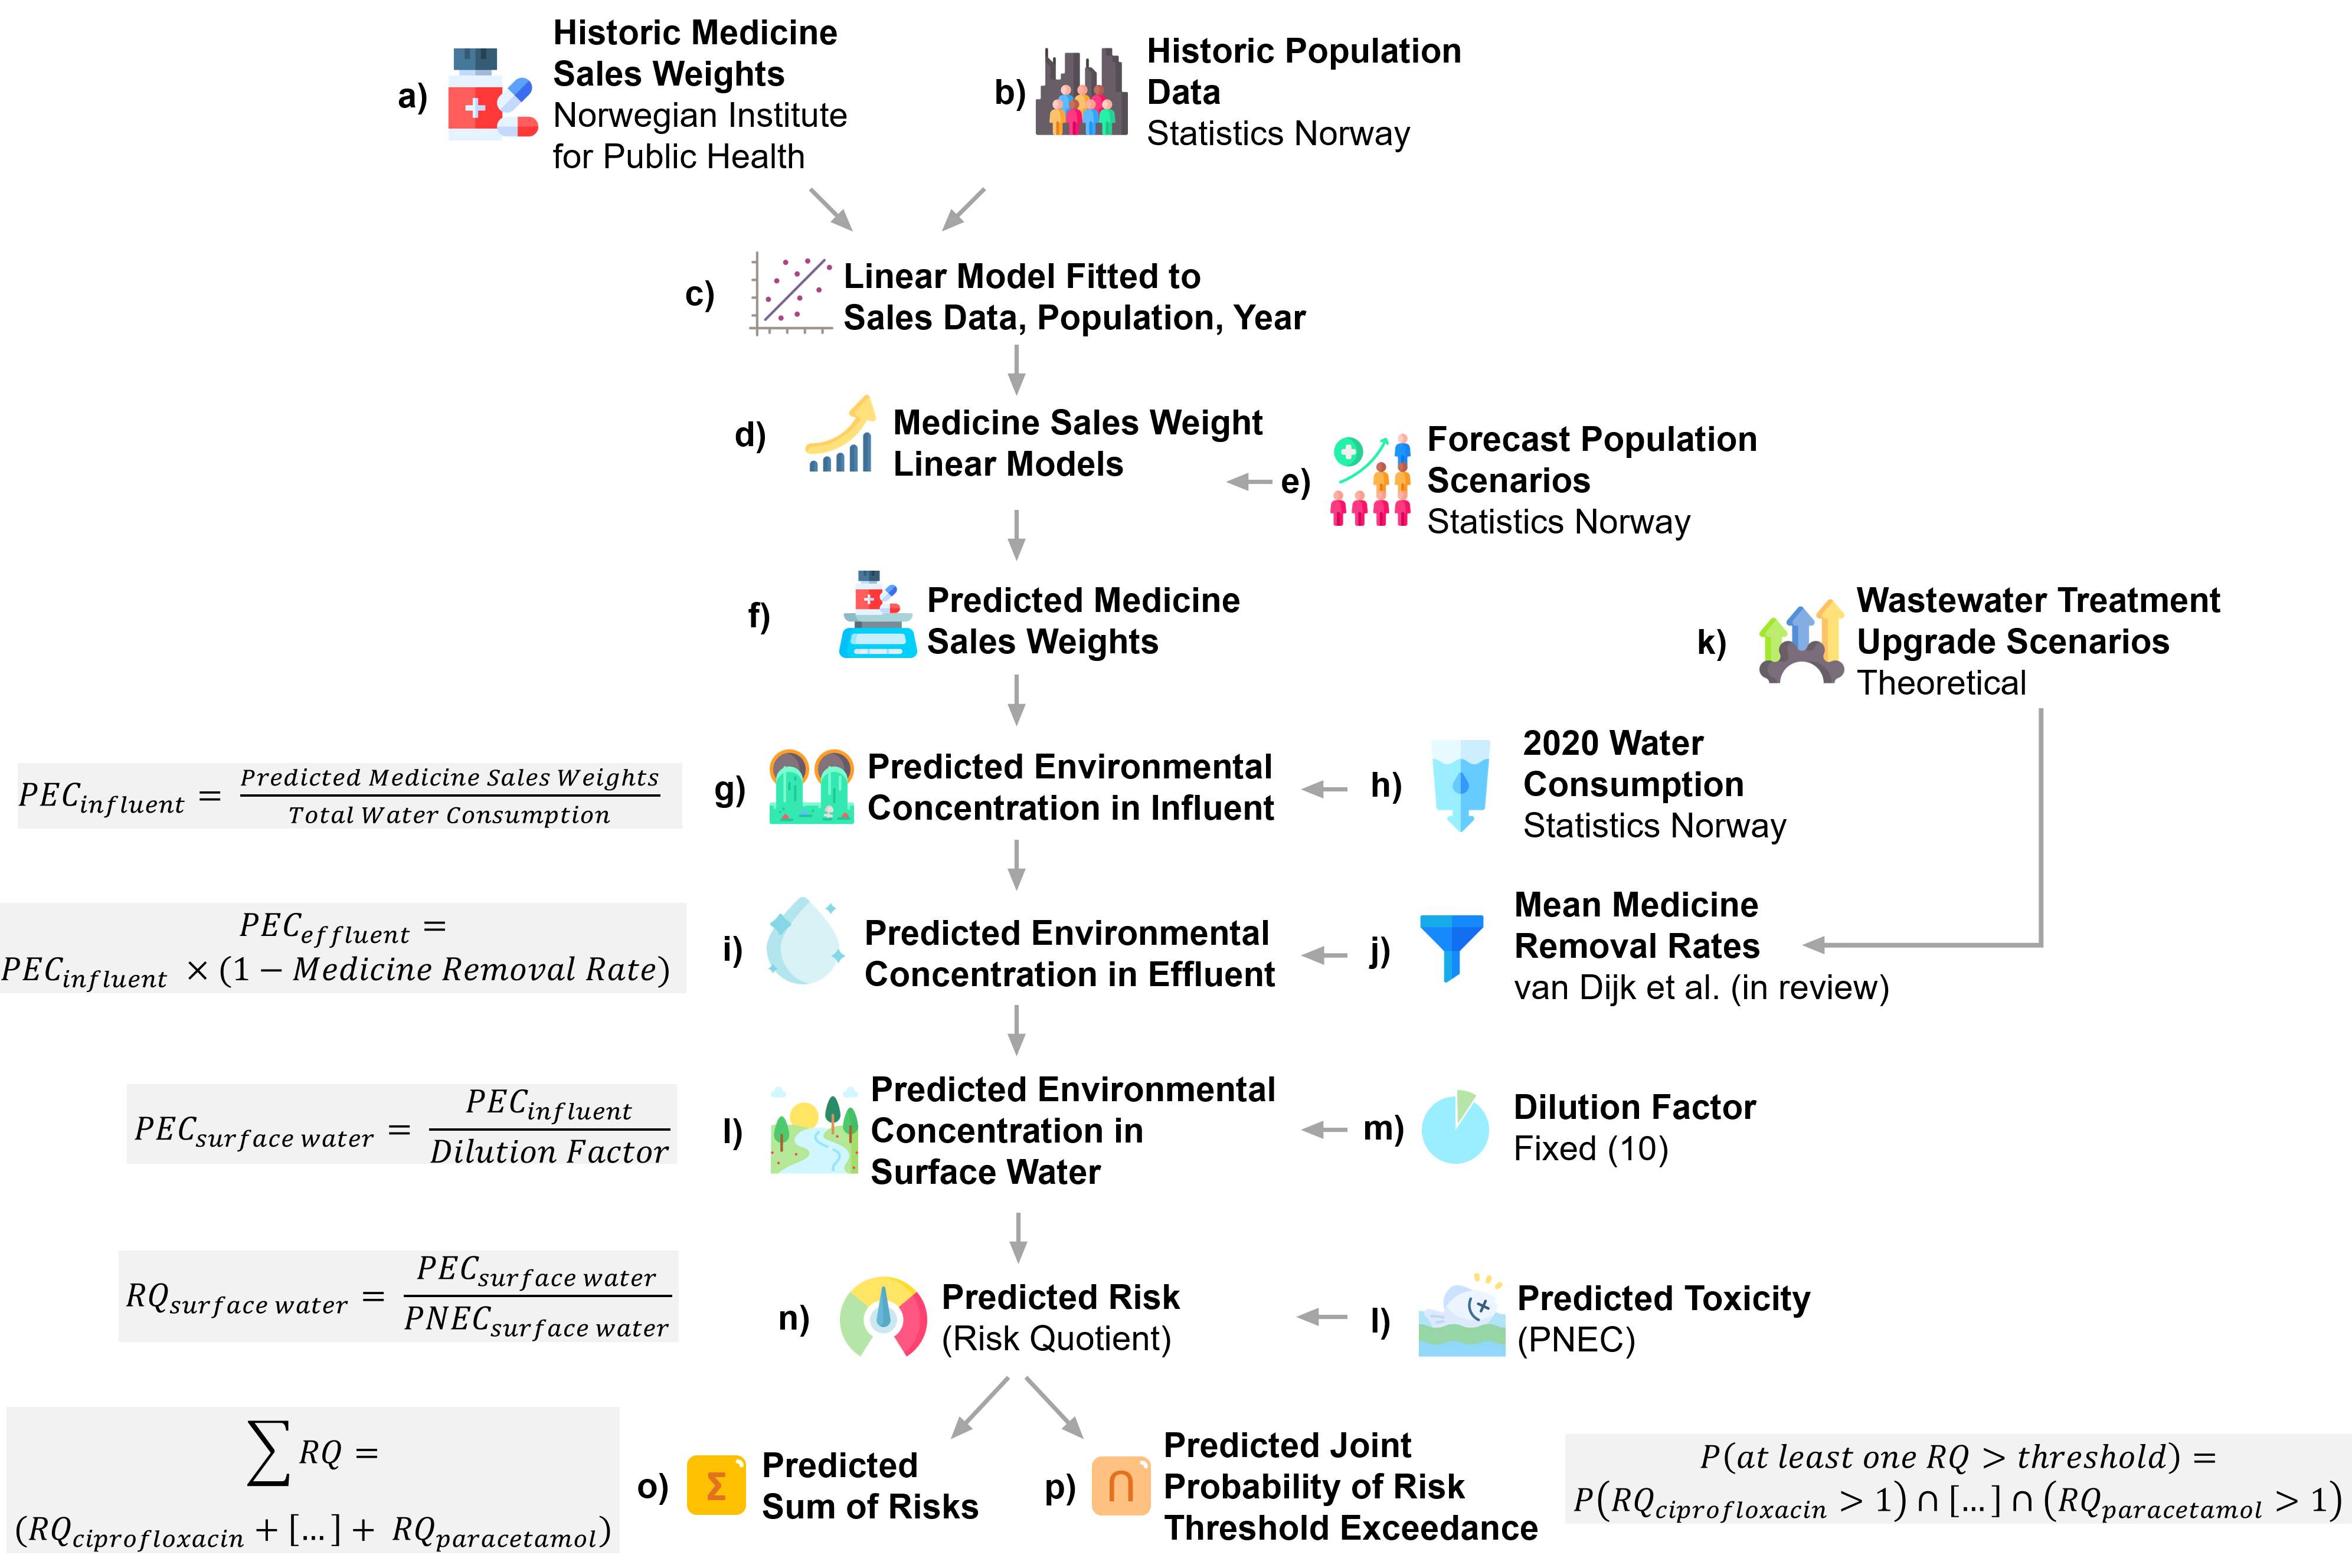 a)
Historic Medicine
Sales Weights
Norwegian Institute
for Public Health
b)
Historic Population
Data
Statistics Norway
c)
Linear Model Fitted to
Sales Data, Population, Year
d)
Medicine Sales Weight
Linear Models
e)
Forecast Population
Scenarios
Statistics Norway
f)
Predicted Medicine
Sales Weights
k)
Wastewater Treatment
Upgrade Scenarios
Theoretical
PEC_influent = Predicted Medicine Sales Weights / Total Water Consumption
g)
Predicted Environmental
Concentration in Influent
h)
2020 Water
Consumption
Statistics Norway
PEC_effluent =
PEC_influent × (1 − Medicine Removal Rate)
i)
Predicted Environmental
Concentration in Effluent
j)
Mean Medicine
Removal Rates
van Dijk et al. (in review)
PEC_surface water = PEC_influent / Dilution Factor
l)
Predicted Environmental
Concentration in
Surface Water
m)
Dilution Factor
Fixed (10)
RQ_surface water = PEC_surface water / PNEC_surface water
n)
Predicted Risk
(Risk Quotient)
l)
Predicted Toxicity
(PNEC)
∑ RQ =
(RQ_ciprofloxacin + [...] + RQ_paracetamol)
o)
Σ
Predicted
Sum of Risks
p)
∩
Predicted Joint
Probability of Risk
Threshold Exceedance
P(at least one RQ > threshold) =
P(RQ_ciprofloxacin > 1) ∩ [...] ∩ (RQ_paracetamol > 1)